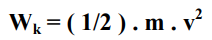 Wₖ = ( 1/2 ) . m . v²